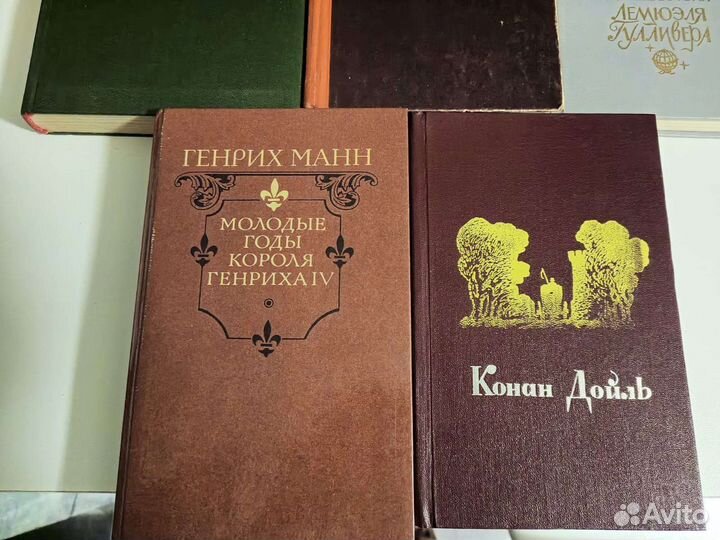 ЛЕМЮЭЛЯ
ГУЛЛИВЕРА
ГЕНРИХ МАНН
МОЛОДЫЕ
ГОДЫ
КОРОЛЯ
ГЕНРИХА IV
Конан Дойль
Avito